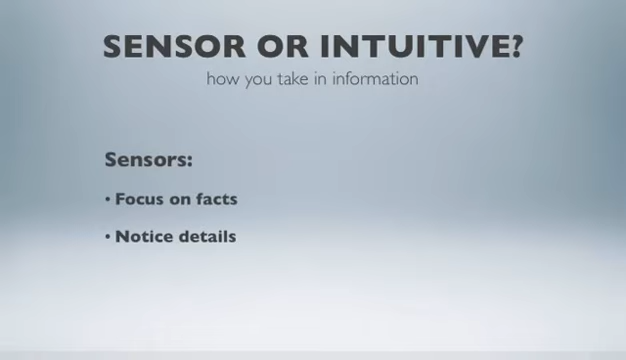 SENSOR OR INTUITIVE?
how you take in information
Sensors:
• Focus on facts
• Notice details